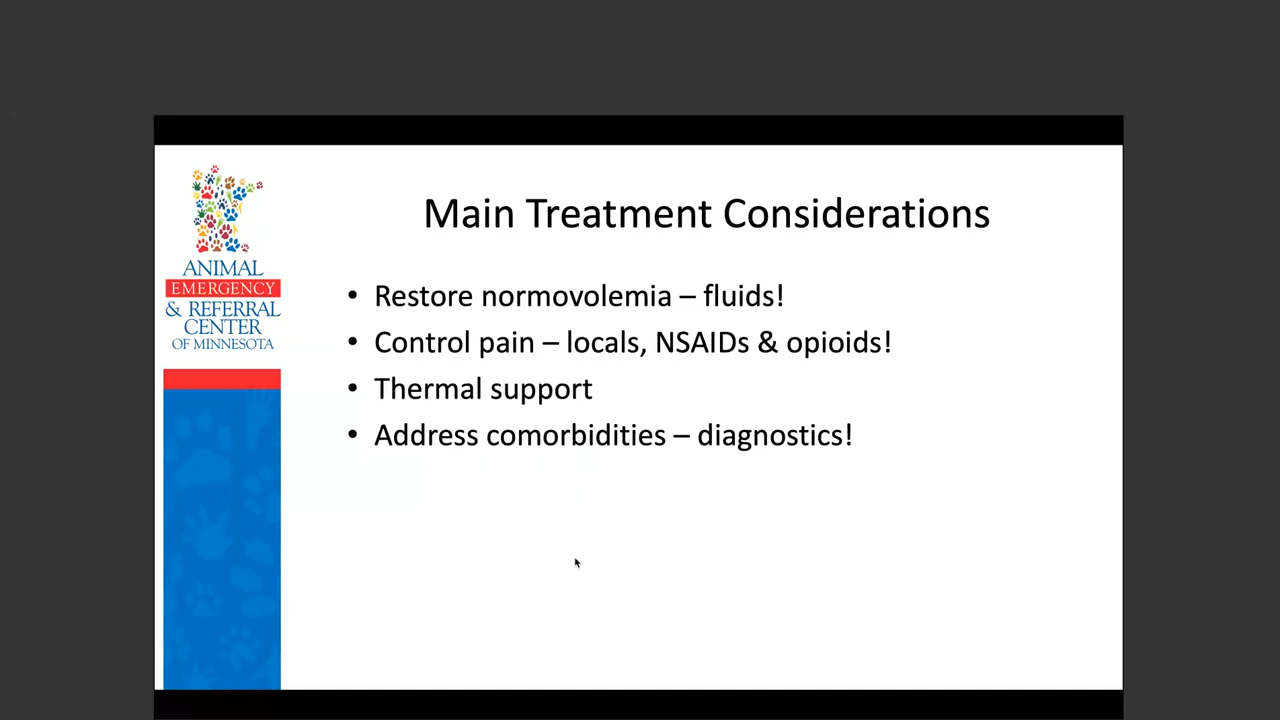 ANIMAL
EMERGENCY
& REFERRAL
CENTER
OF MINNESOTA
Main Treatment Considerations
• Restore normovolemia – fluids!
• Control pain – locals, NSAIDs & opioids!
• Thermal support
• Address comorbidities – diagnostics!